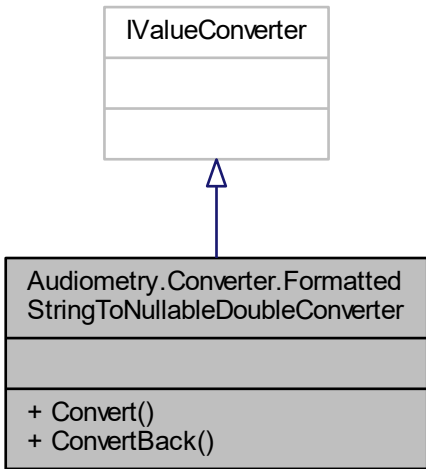 IValueConverter
Audiometry.Converter.Formatted
StringToNullableDoubleConverter
+ Convert()
+ ConvertBack()